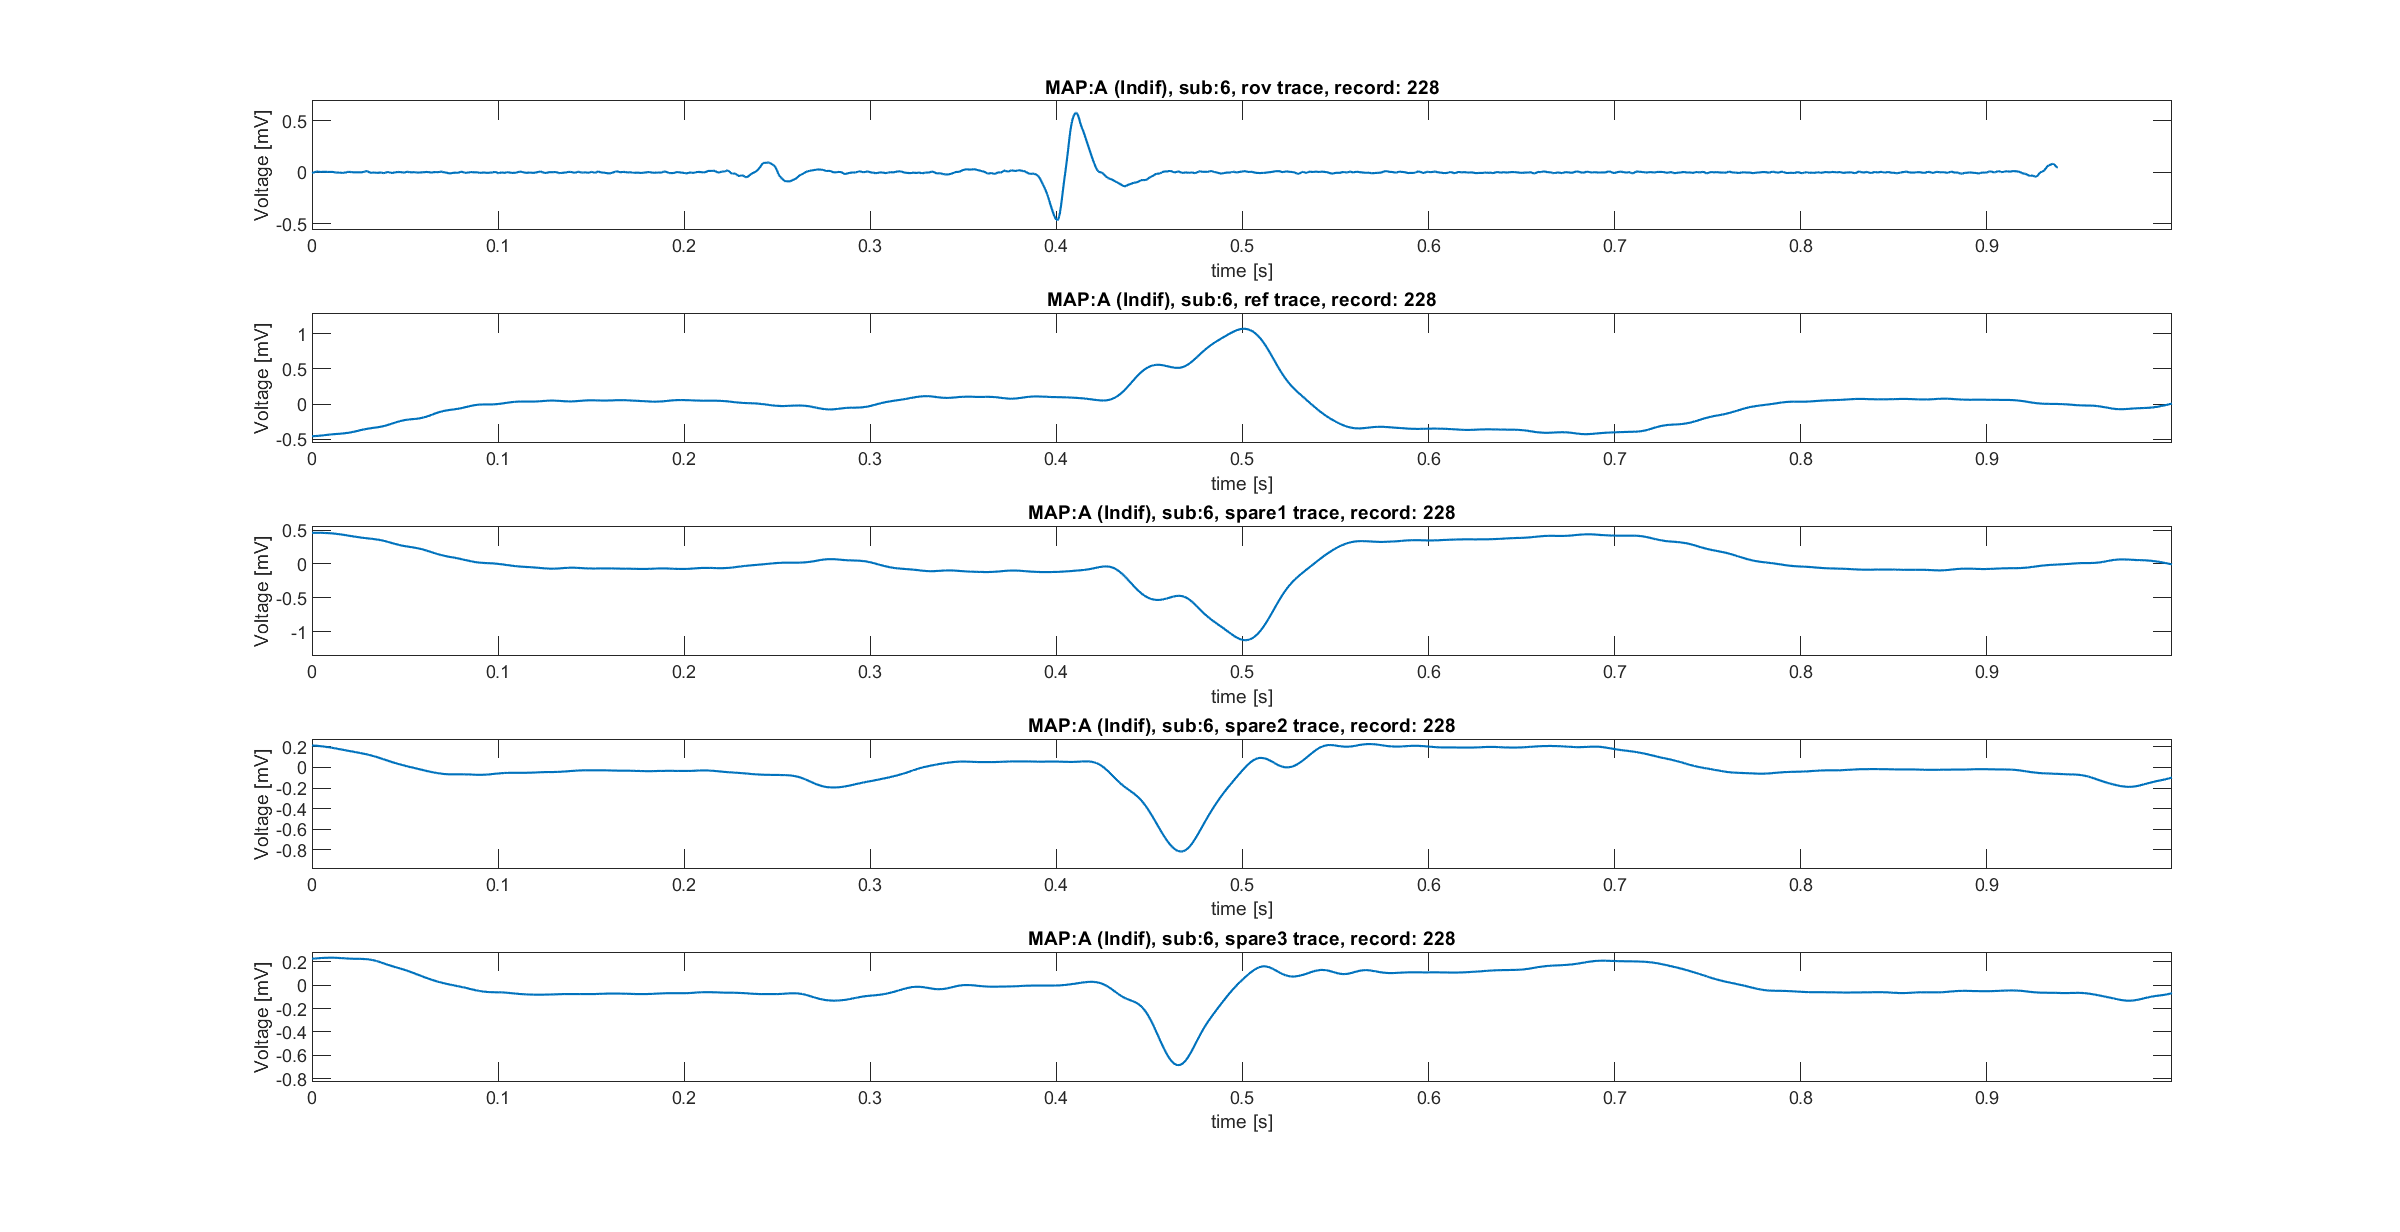 MAP:A (Indif), sub:6, rov trace, record: 228
Voltage [mV]
0.5
0
-0.5
0 0.1 0.2 0.3 0.4 0.5 0.6 0.7 0.8 0.9
time [s]
MAP:A (Indif), sub:6, ref trace, record: 228
Voltage [mV]
1
0.5
0
-0.5
0 0.1 0.2 0.3 0.4 0.5 0.6 0.7 0.8 0.9
time [s]
MAP:A (Indif), sub:6, spare1 trace, record: 228
Voltage [mV]
0.5
0
-0.5
-1
0 0.1 0.2 0.3 0.4 0.5 0.6 0.7 0.8 0.9
time [s]
MAP:A (Indif), sub:6, spare2 trace, record: 228
Voltage [mV]
0.2
0
-0.2
-0.4
-0.6
-0.8
0 0.1 0.2 0.3 0.4 0.5 0.6 0.7 0.8 0.9
time [s]
MAP:A (Indif), sub:6, spare3 trace, record: 228
Voltage [mV]
0.2
0
-0.2
-0.4
-0.6
-0.8
0 0.1 0.2 0.3 0.4 0.5 0.6 0.7 0.8 0.9
time [s]